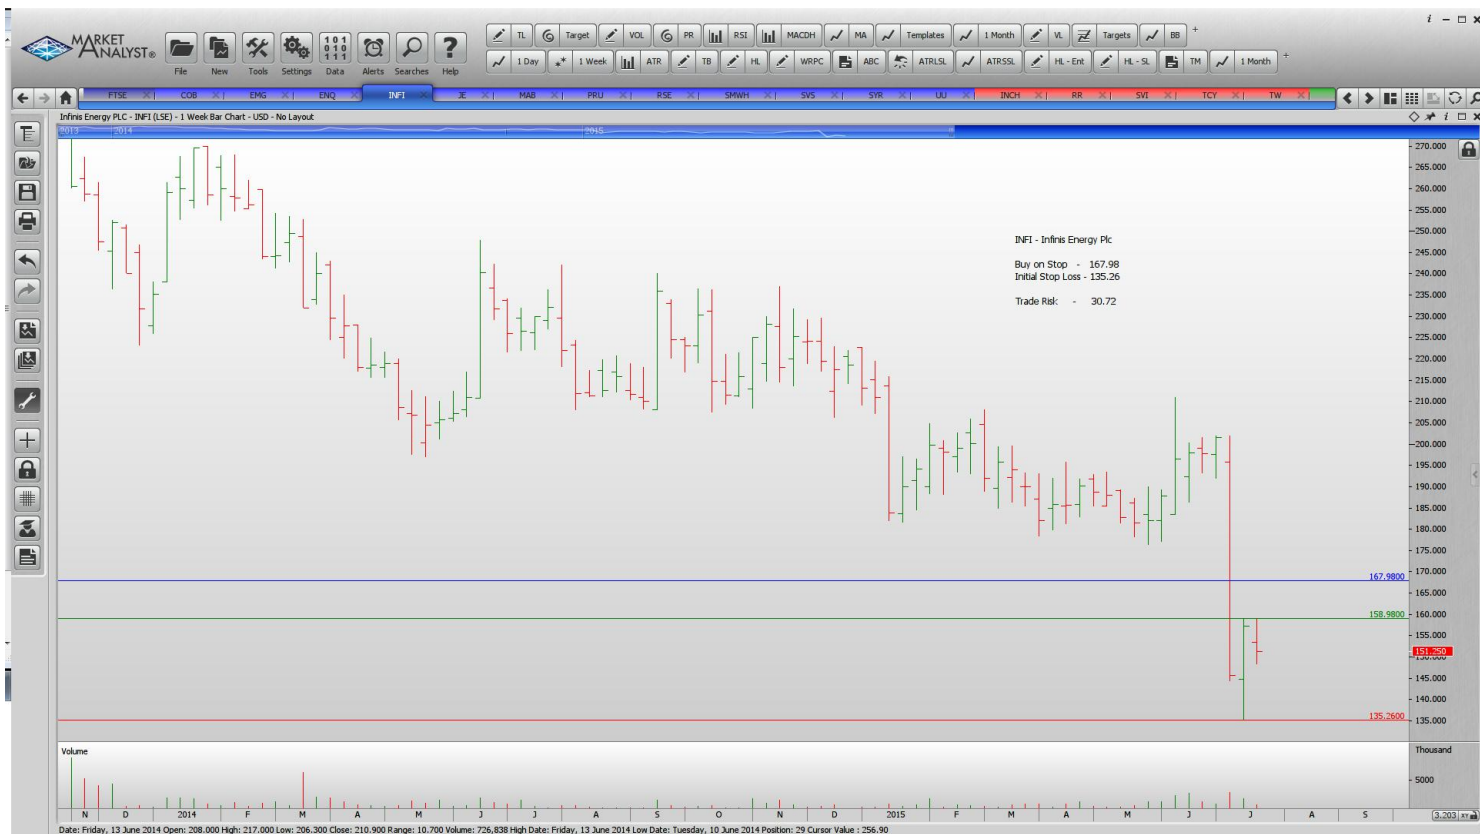 MARKET
ANALYST®
File New Tools Settings Data Alerts Searches Help
TL Target VOL PR RSI MACDH MA Templates 1 Month VL Targets BB +
1 Day 1 Week ATR TB HL WRPC ABC ATRLSL ATRSSL HL - Ent HL - SL TM 1 Month +
FTSE COB EMG ENQ INFI JE MAB PRU RSE SMWH SVS SYR UU INCH RR SVI TCY TW
Infinis Energy PLC - INFI (LSE) - 1 Week Bar Chart - USD - No Layout
2013 2014 2015
270.000
265.000
260.000
255.000
250.000
245.000
240.000
235.000
230.000
225.000
220.000
215.000
210.000
205.000
200.000
195.000
190.000
185.000
180.000
175.000
170.000
165.000
160.000
155.000
151.250
150.000
145.000
140.000
135.000
INFI - Infinis Energy Plc
Buy on Stop - 167.98
Initial Stop Loss - 135.26
Trade Risk - 30.72
167.9800
158.9800
135.2600
Volume
Thousand
5000
N D 2014 F M A M J J A S O N D 2015 F M A M J J A S
3.203
Date: Friday, 13 June 2014 Open: 208.000 High: 217.000 Low: 206.300 Close: 210.900 Range: 10.700 Volume: 726,838 High Date: Friday, 13 June 2014 Low Date: Tuesday, 10 June 2014 Position: 29 Cursor Value : 256.90